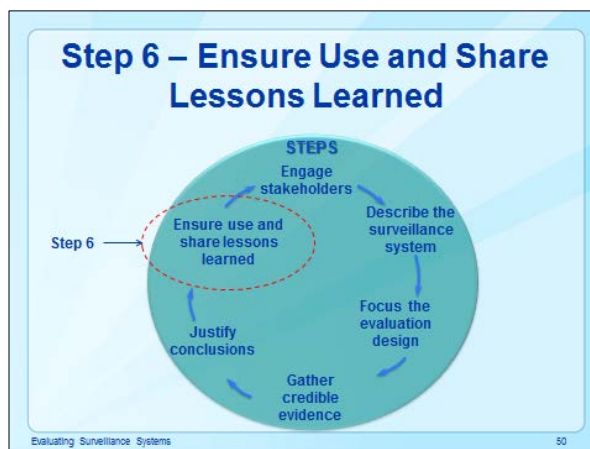 Step 6 – Ensure Use and Share
Lessons Learned
STEPS
Engage
stakeholders
Describe the
surveillance
system
Focus the
evaluation
design
Gather
credible
evidence
Justify
conclusions
Ensure use and
share lessons
learned
Step 6
Evaluating Surveillance Systems
50